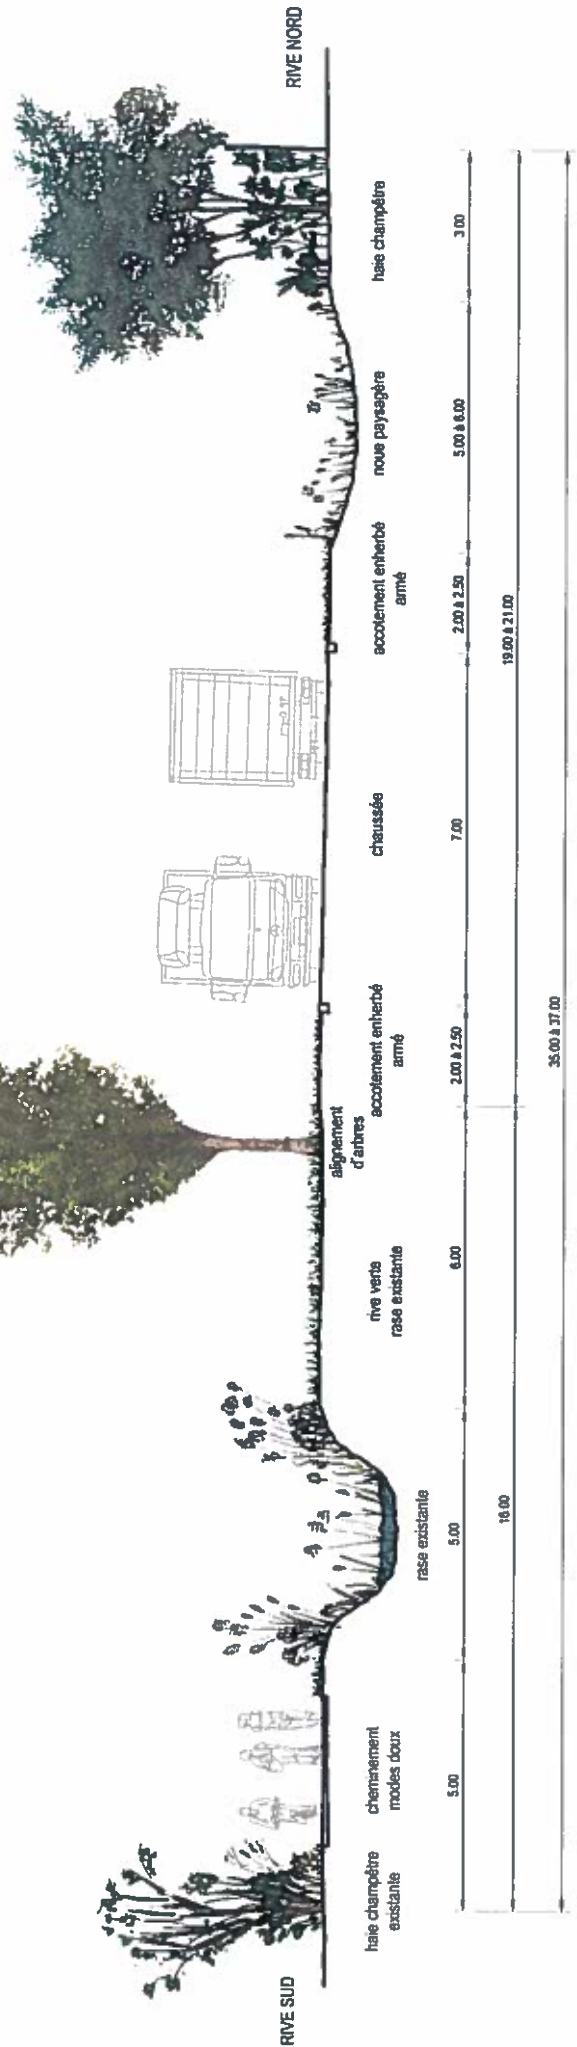 RIVE SUD
RIVE NORD
haie champêtre
existante
cheminement
modes doux
rase existante
rive verte
rase existante
alignement
d'arbres
accotement enherbé
armé
chaussée
accotement enherbé
armé
noue paysagère
haie champêtre
5.00
5.00
6.00
2.00 à 2.50
7.00
2.00 à 2.50
5.00 à 6.00
3.00
16.00
19.00 à 21.00
35.00 à 37.00